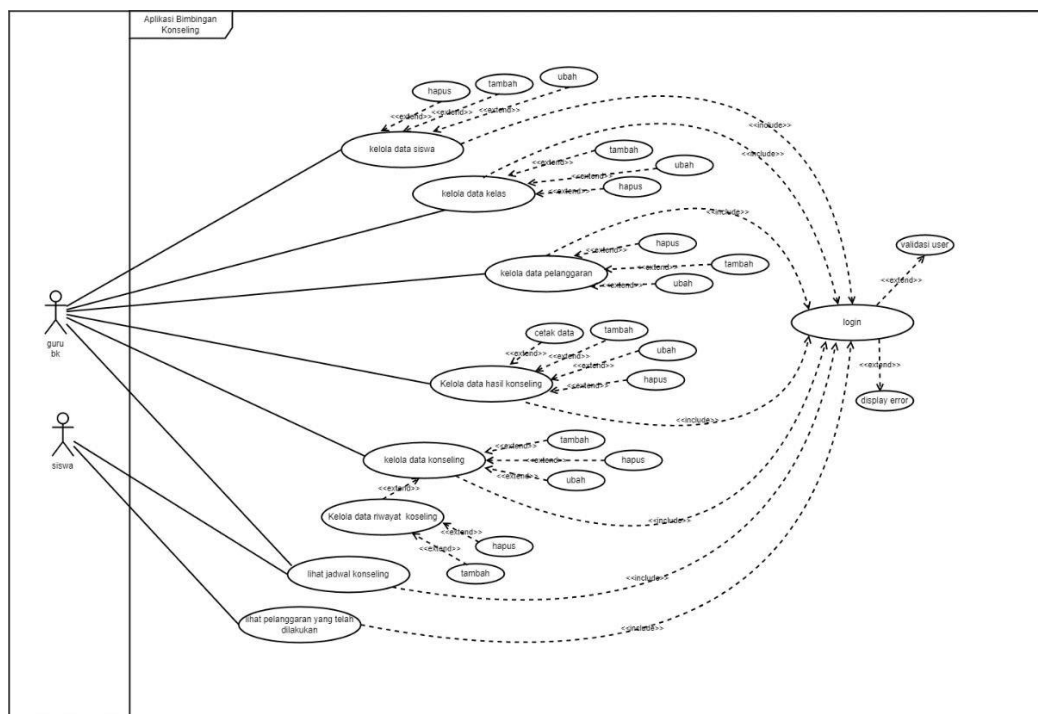 Aplikasi Bimbingan
Konseling
ubah
tambah
hapus
<<extend>>
<<extend>>
<<extend>>
<<include>>
kelola data siswa
tambah
<<extend>>
<<include>>
ubah
<<extend>>
kelola data kelas
hapus
<<extend>>
<<include>>
hapus
<<extend>>
validasi user
kelola data pelanggaran
tambah
<<extend>>
ubah
<<extend>>
<<extend>>
guru
bk
login
cetak data
tambah
<<extend>>
<<extend>>
ubah
<<extend>>
<<extend>>
Kelola data hasil konseling
hapus
<<extend>>
display error
<<include>>
siswa
tambah
<<extend>>
kelola data konseling
<<extend>>
hapus
ubah
<<extend>>
<<extend>>
Kelola data riwayat koseling
<<include>>
<<extend>>
hapus
<<extend>>
tambah
lihat jadwal konseling
<<include>>
lihat pelanggaran yang telah
dilakukan
<<include>>